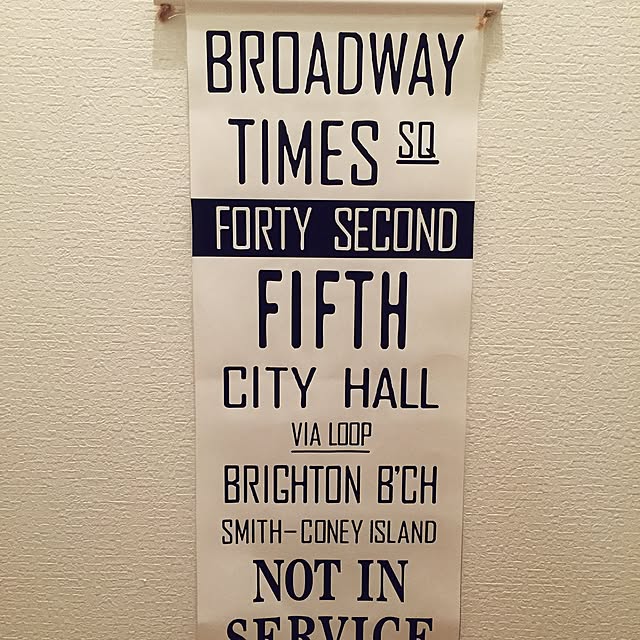 BROADWAY
TIMES SQ
FORTY SECOND
FIFTH
CITY HALL
VIA LOOP
BRIGHTON B'CH
SMITH-CONEY ISLAND
NOT IN
SERVICE